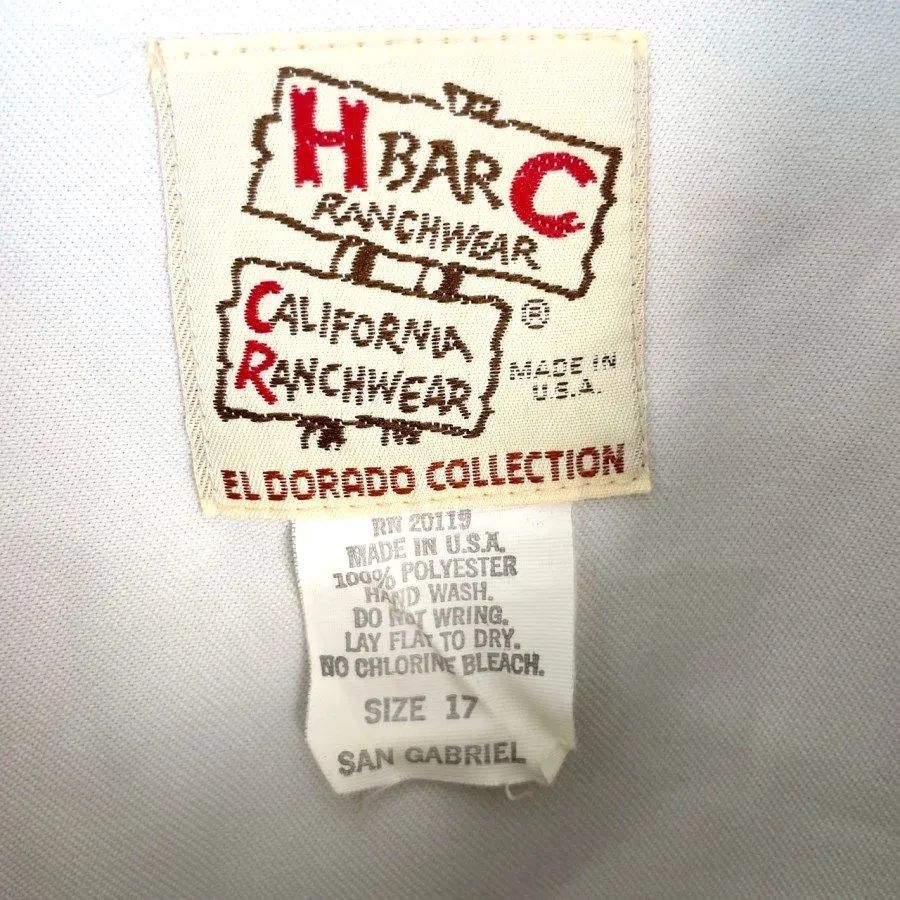 H BAR C
RANCHWEAR
CALIFORNIA
RANCHWEAR
®
MADE IN
U.S.A.
EL DORADO COLLECTION
RN 20119
MADE IN U.S.A.
100% POLYESTER
HAND WASH.
DO NOT WRING.
LAY FLAT TO DRY.
NO CHLORINE BLEACH.
SIZE 17
SAN GABRIEL